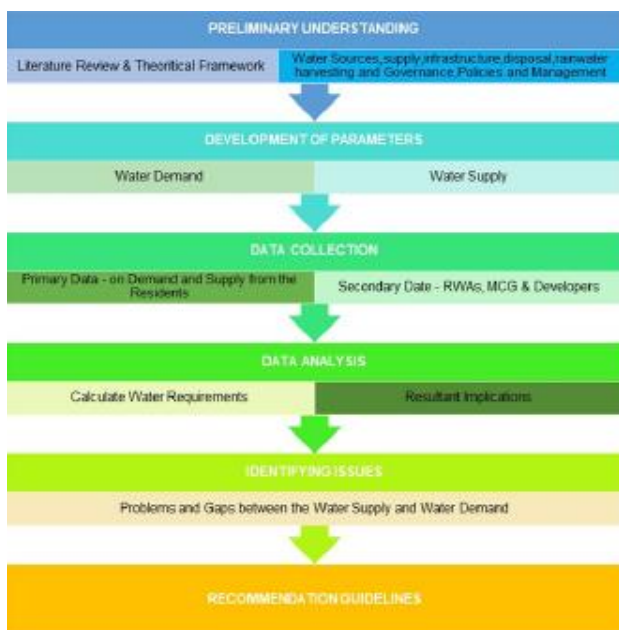 PRELIMINARY UNDERSTANDING
Literature Review & Theoritical Framework
Water Sources,supply,infrastructure,disposal,rainwater
harvesting and Governance,Policies and Management
DEVELOPMENT OF PARAMETERS
Water Demand
Water Supply
DATA COLLECTION
Primary Data - on Demand and Supply from the
Residents
Secondary Date - RWAs, MCG & Developers
DATA ANALYSIS
Calculate Water Requirements
Resultant Implications
IDENTIFYING ISSUES
Problems and Gaps between the Water Supply and Water Demand
RECOMMENDATION GUIDELINES